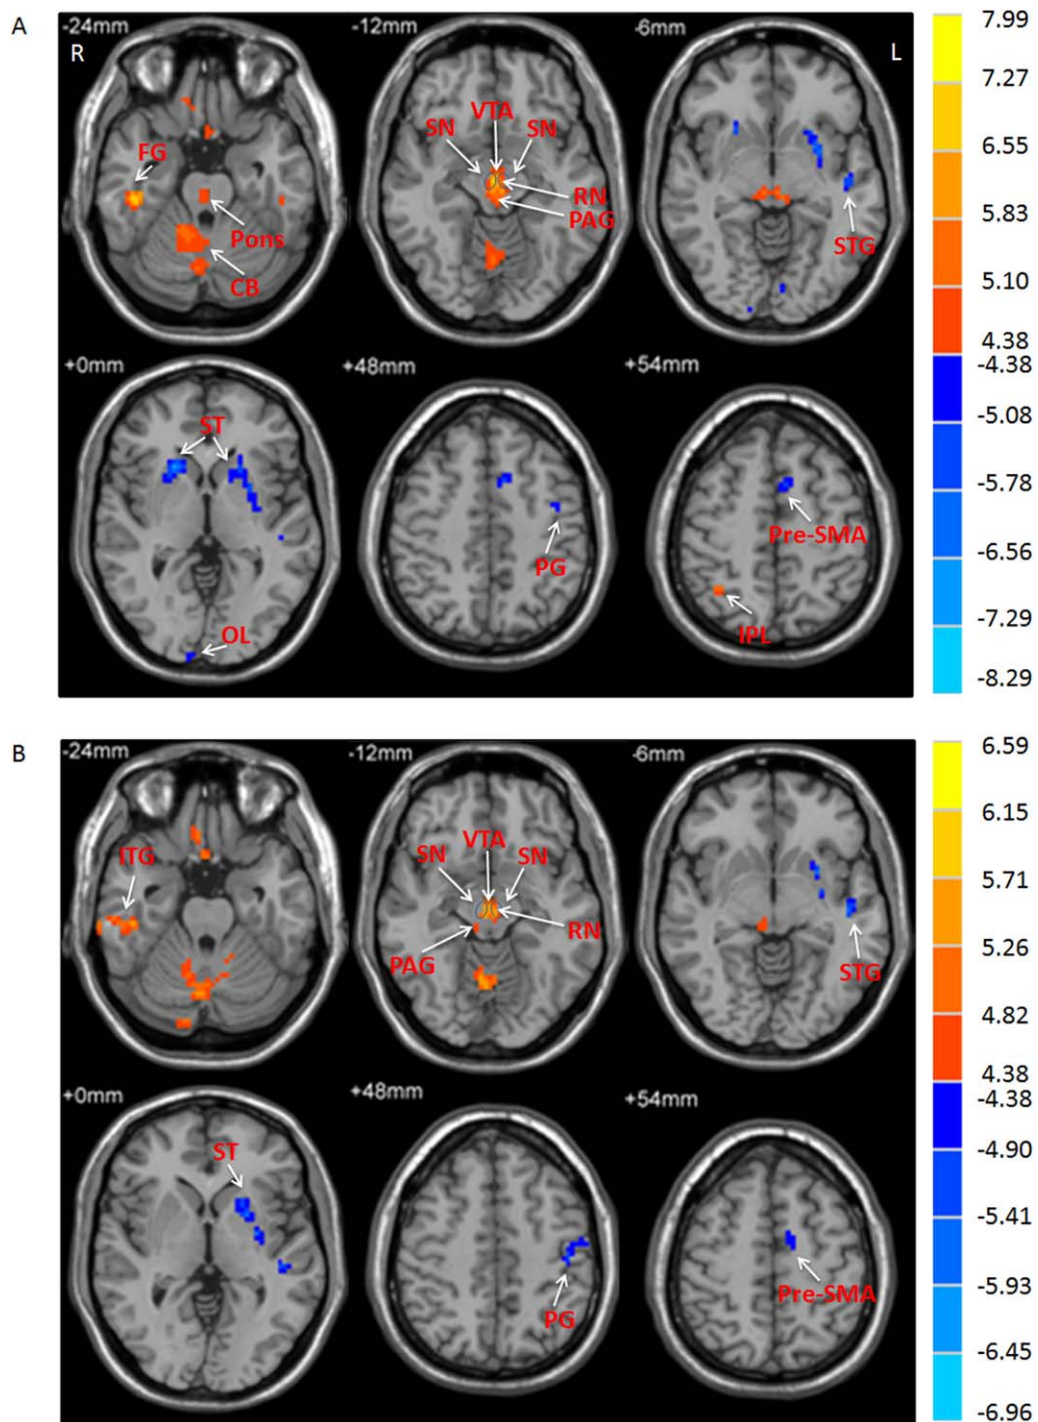 A
-24mm
-12mm
-6mm
R
L
VTA
SN
SN
FG
RN
PAG
Pons
STG
CB
+0mm
+48mm
+54mm
ST
Pre-SMA
PG
OL
IPL
7.99
7.27
6.55
5.83
5.10
4.38
-4.38
-5.08
-5.78
-6.56
-7.29
-8.29
B
-24mm
-12mm
-6mm
ITG
VTA
SN
SN
RN
PAG
STG
+0mm
+48mm
+54mm
ST
Pre-SMA
PG
6.59
6.15
5.71
5.26
4.82
4.38
-4.38
-4.90
-5.41
-5.93
-6.45
-6.96